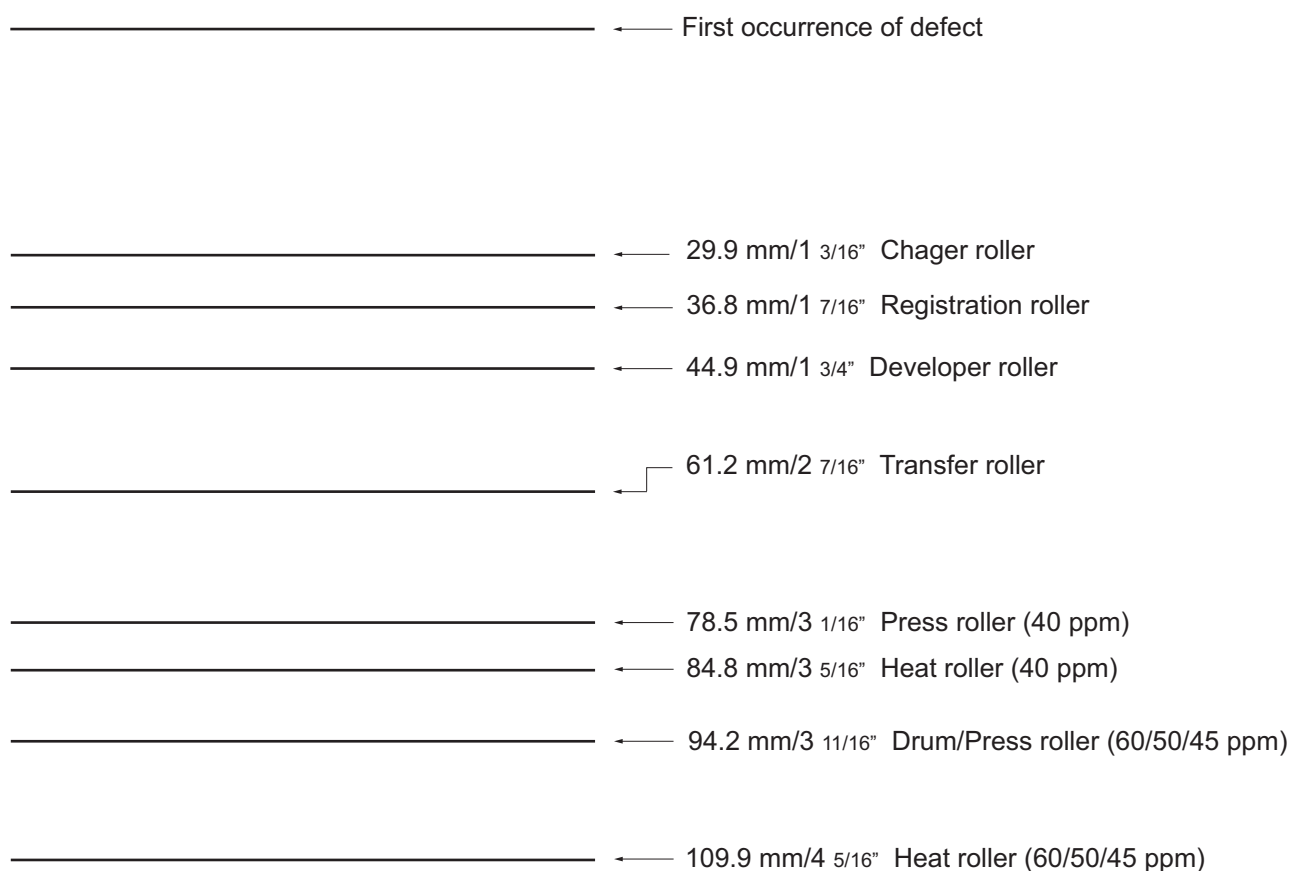 First occurrence of defect
29.9 mm/1 3/16” Chager roller
36.8 mm/1 7/16” Registration roller
44.9 mm/1 3/4” Developer roller
61.2 mm/2 7/16” Transfer roller
78.5 mm/3 1/16” Press roller (40 ppm)
84.8 mm/3 5/16” Heat roller (40 ppm)
94.2 mm/3 11/16” Drum/Press roller (60/50/45 ppm)
109.9 mm/4 5/16” Heat roller (60/50/45 ppm)